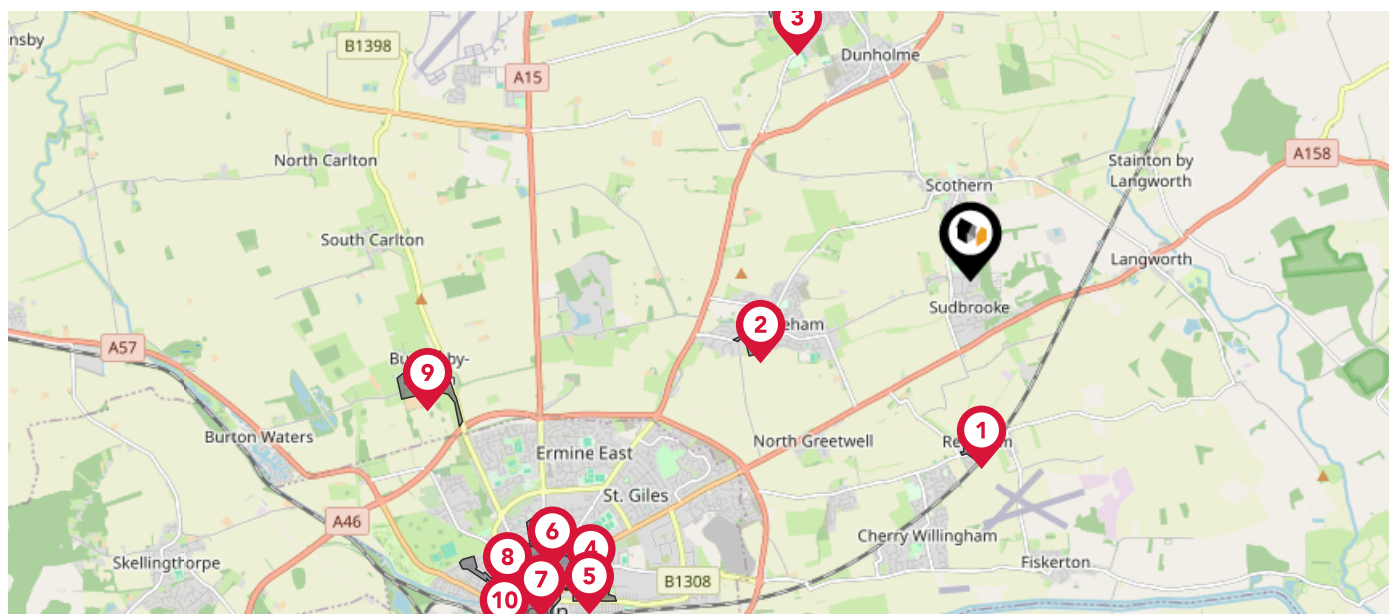 nsby
B1398
3
Dunholme
A15
North Carlton
Stainton by
Langworth
A158
Scothern
South Carlton
Langworth
Sudbrooke
A57
2
eham
9
Burton Waters
Ermine East
North Greetwell
1
St. Giles
A46
6
Skellingthorpe
8
4
Cherry Willingham
Fiskerton
7
5
B1308
10